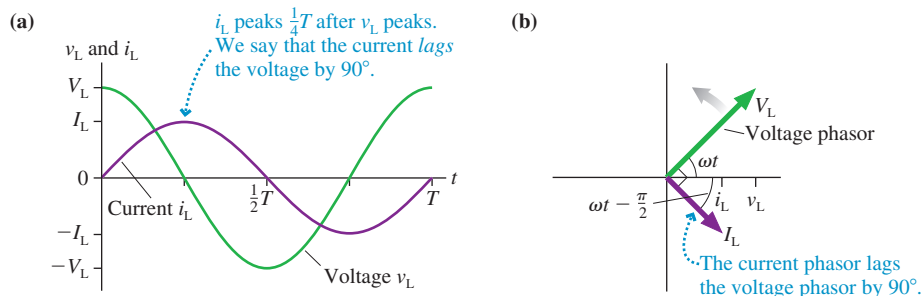 (a)
i_L peaks 1/4 T after v_L peaks.
We say that the current lags
the voltage by 90°.
v_L and i_L
V_L
I_L
0
−I_L
−V_L
Current i_L
1/2 T
T
t
Voltage v_L
(b)
V_L
Voltage phasor
ωt
ωt − π/2
i_L
v_L
I_L
The current phasor lags
the voltage phasor by 90°.